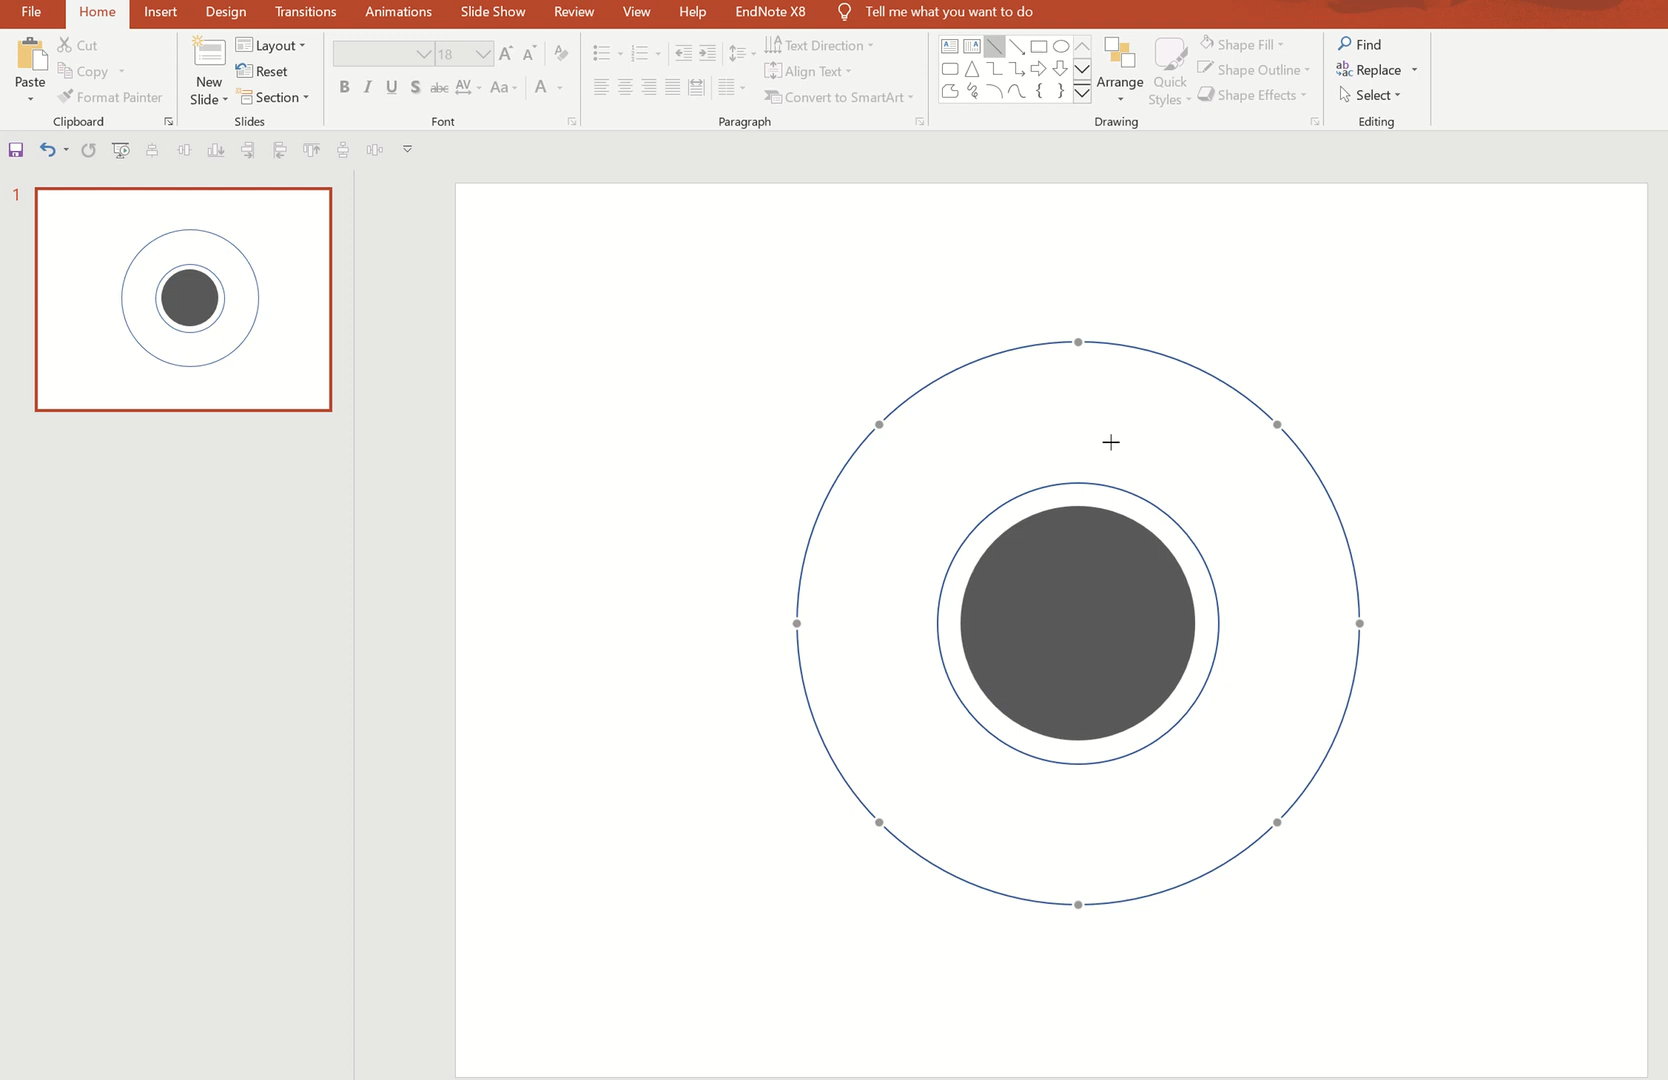 File Home Insert Design Transitions Animations Slide Show Review View Help EndNote X8 Tell me what you want to do
Paste
Cut
Copy
Format Painter
Clipboard
New
Slide
Layout
Reset
Section
Slides
18
B I U S abc AV Aa A
Font
Text Direction
Align Text
Convert to SmartArt
Paragraph
Arrange
Quick
Styles
Shape Fill
Shape Outline
Shape Effects
Drawing
Find
Replace
Select
Editing
1